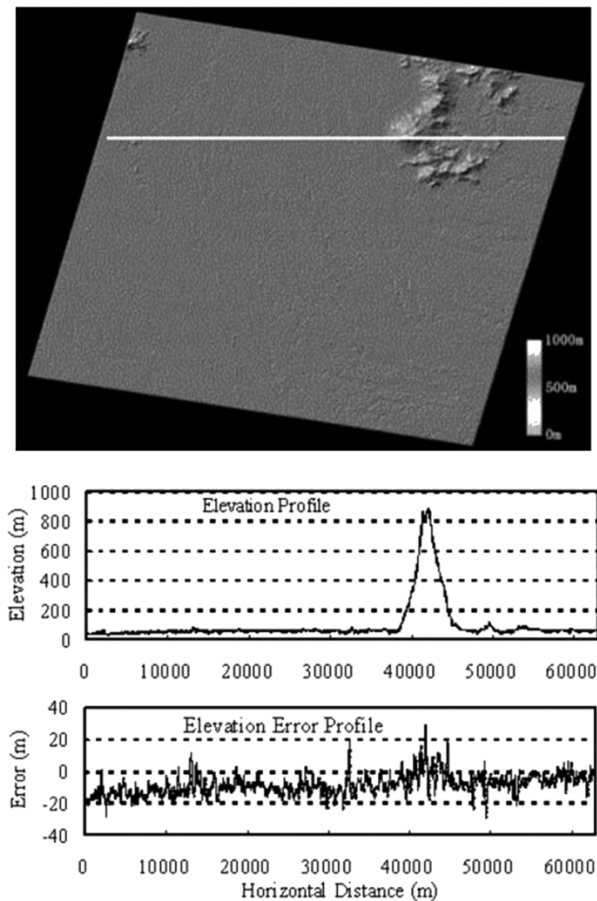 1000m
500m
0m
Elevation Profile
Elevation (m)
1000
800
600
400
200
0
0 10000 20000 30000 40000 50000 60000
Elevation Error Profile
Error (m)
40
20
0
-20
-40
0 10000 20000 30000 40000 50000 60000
Horizontal Distance (m)